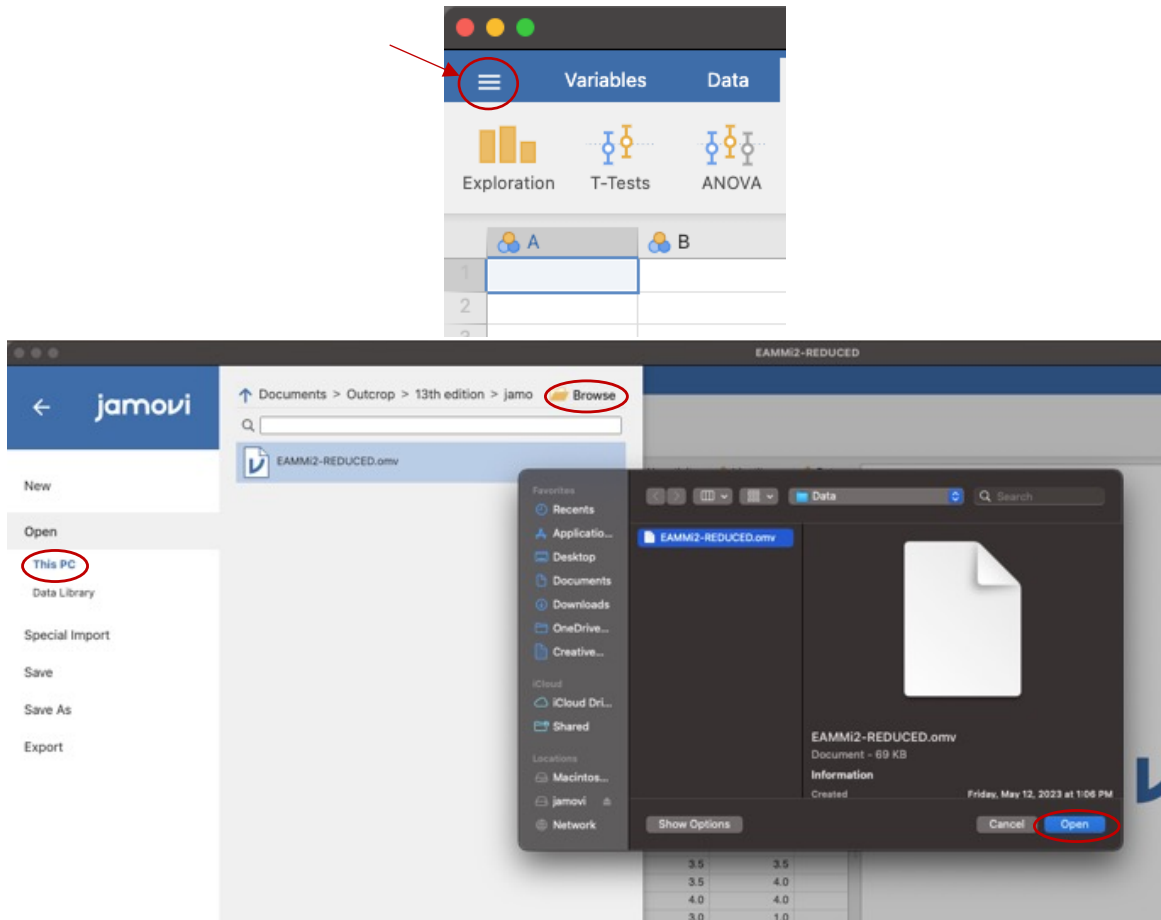 Variables Data
Exploration T-Tests ANOVA
A B
1
2
EAMMi2-REDUCED
jamovi
Documents > Outcrop > 13th edition > jamo Browse
EAMMi2-REDUCED.omv
New
Open
This PC
Data Library
Special Import
Save
Save As
Export
Favorites
Recents
Applicatio...
Desktop
Documents
Downloads
OneDrive...
Creative...
iCloud
iCloud Dri...
Shared
Locations
Macintos...
jamovi
Network
Data
Search
EAMMi2-REDUCED.omv
EAMMi2-REDUCED.omv
Document - 69 KB
Information
Created Friday, May 12, 2023 at 1:06 PM
Show Options Cancel Open
3.5 3.5
3.5 4.0
4.0 4.0
3.0 1.0